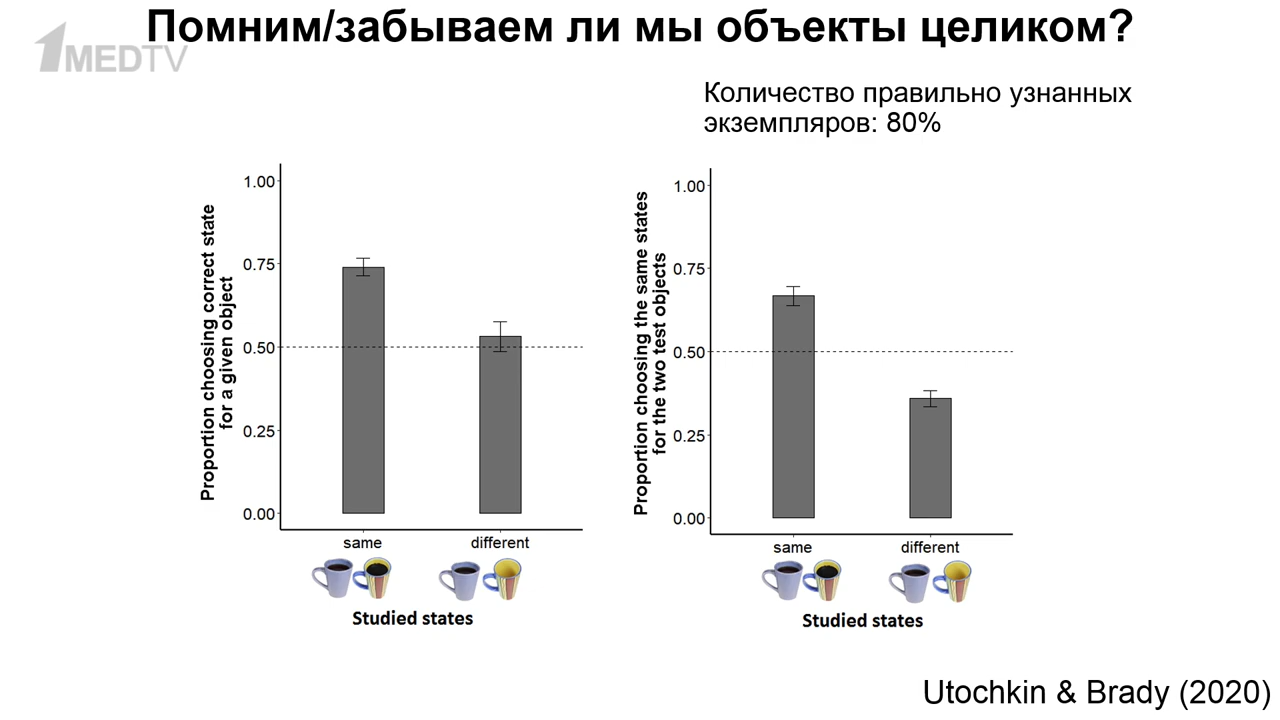 Помним/забываем ли мы объекты целиком?
1MEDTV
Количество правильно узнанных
экземпляров: 80%
Proportion choosing correct state
for a given object
1.00
0.75
0.50
0.25
0.00
same
different
Studied states
Proportion choosing the same states
for the two test objects
1.00
0.75
0.50
0.25
0.00
same
different
Studied states
Utochkin & Brady (2020)